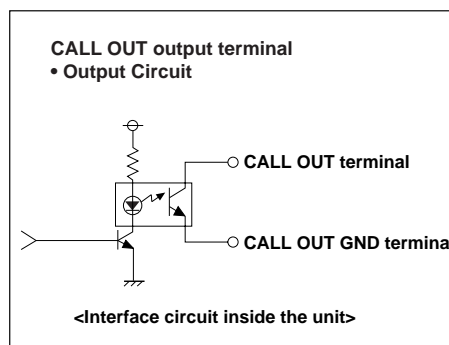 CALL OUT output terminal
• Output Circuit
CALL OUT terminal
CALL OUT GND termina
<Interface circuit inside the unit>